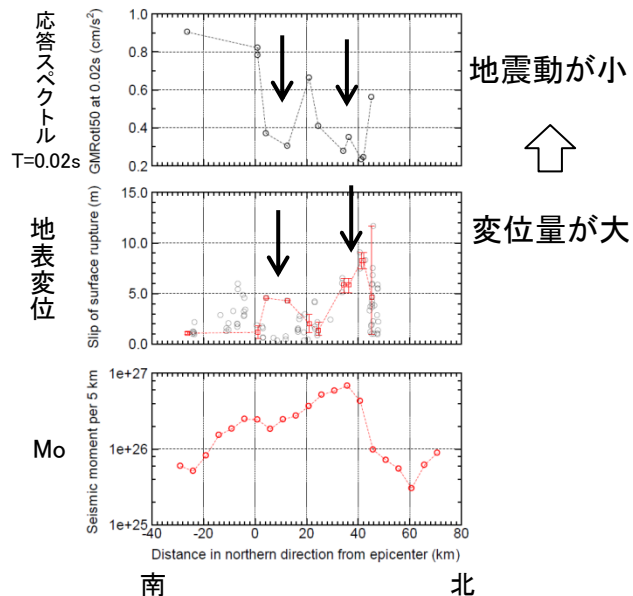 応答スペクトル
T=0.02s
GMRotI50 at 0.02s (cm/s²)
1.0
0.8
0.6
0.4
0.2
地震動が小
地表変位
Slip of surface rupture (m)
15.0
10.0
5.0
0.0
変位量が大
Mo
Seismic moment per 5 km
1e+27
1e+26
1e+25
-40 -20 0 20 40 60 80
Distance in northern direction from epicenter (km)
南 北